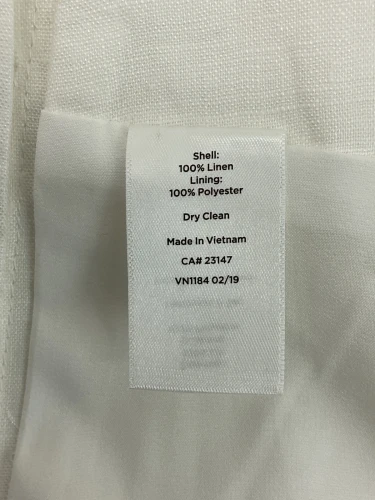 Shell:
100% Linen
Lining:
100% Polyester
Dry Clean
Made In Vietnam
CA# 23147
VN1184 02/19